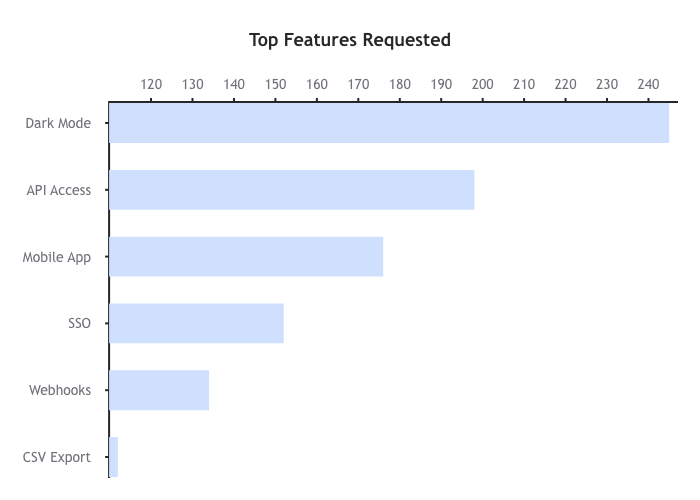 Top Features Requested
120 130 140 150 160 170 180 190 200 210 220 230 240
Dark Mode
API Access
Mobile App
SSO
Webhooks
CSV Export